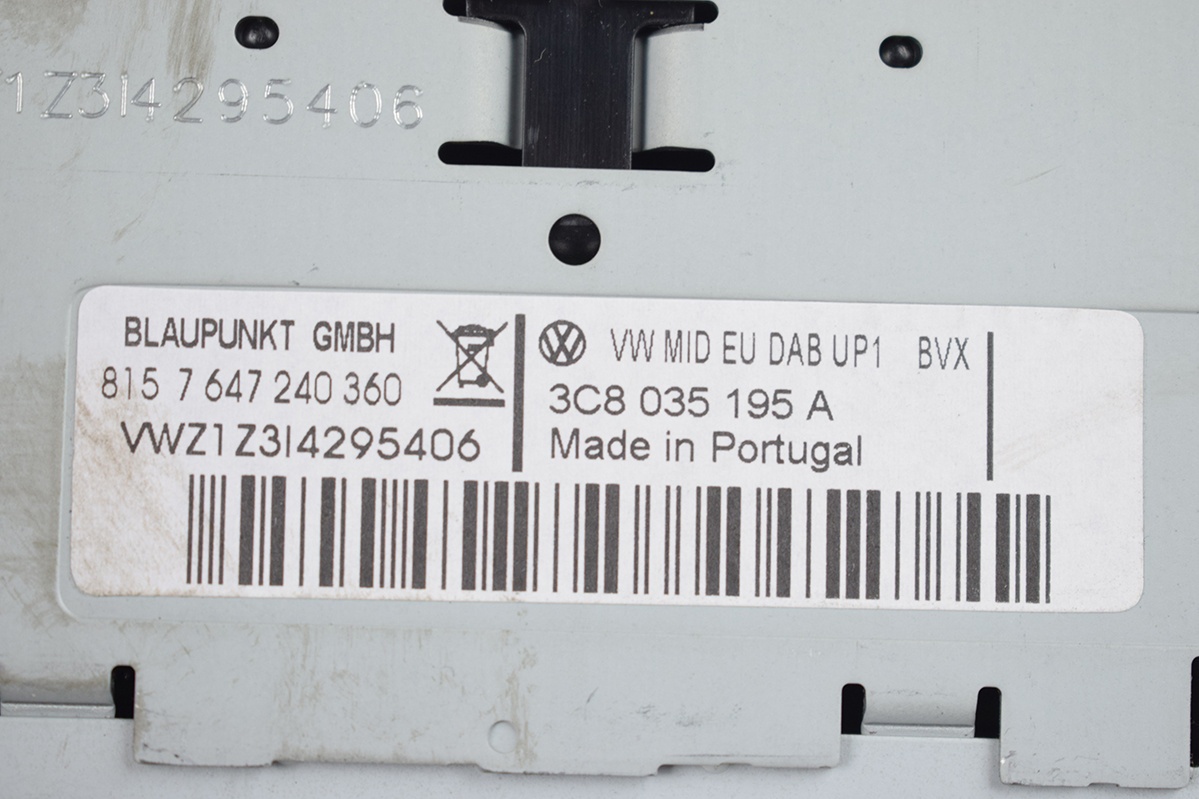 1Z3I4295406
BLAUPUNKT GMBH
815 7 647 240 360
VWZ1Z3I4295406
VW MID EU DAB UP1 BVX
3C8 035 195 A
Made in Portugal